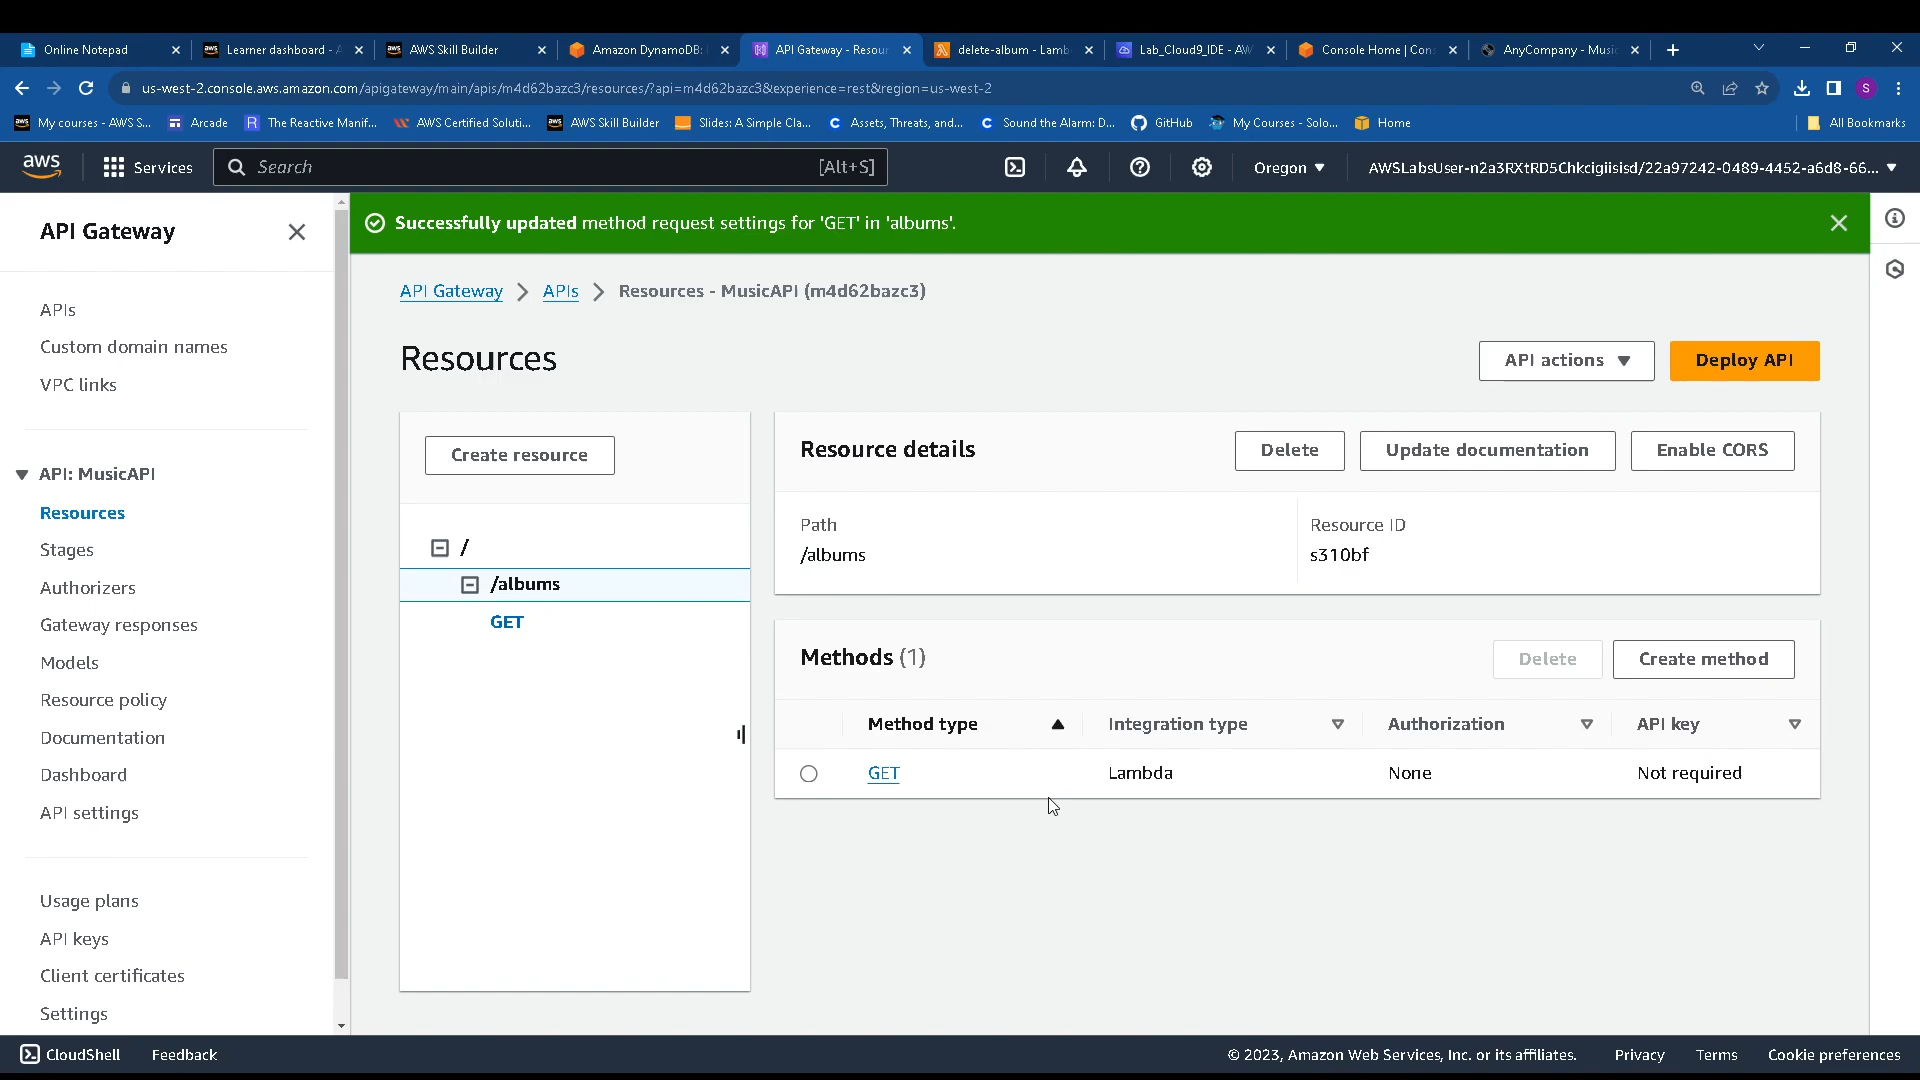 Online Notepad
Learner dashboard - A
AWS Skill Builder
Amazon DynamoDB:
API Gateway - Resour
delete-album - Lamb
Lab_Cloud9_IDE - AW
Console Home | Con
AnyCompany - Music
us-west-2.console.aws.amazon.com/apigateway/main/apis/m4d62bazc3/resources/?api=m4d62bazc3&experience=rest&region=us-west-2
S
My courses - AWS S...
Arcade
The Reactive Manif...
AWS Certified Soluti...
AWS Skill Builder
Slides: A Simple Cla...
Assets, Threats, and...
Sound the Alarm: D...
GitHub
My Courses - Solo...
Home
All Bookmarks
aws
Services
Search
[Alt+S]
Oregon
AWSLabsUser-n2a3RXtRD5Chkcigiisisd/22a97242-0489-4452-a6d8-66...
API Gateway
APIs
Custom domain names
VPC links
API: MusicAPI
Resources
Stages
Authorizers
Gateway responses
Models
Resource policy
Documentation
Dashboard
API settings
Usage plans
API keys
Client certificates
Settings
Successfully updated method request settings for 'GET' in 'albums'.
API Gateway > APIs > Resources - MusicAPI (m4d62bazc3)
Resources
API actions
Deploy API
Create resource
/
/albums
GET
Resource details
Delete
Update documentation
Enable CORS
Path
/albums
Resource ID
s310bf
Methods (1)
Delete
Create method
Method type
Integration type
Authorization
API key
GET
Lambda
None
Not required
CloudShell
Feedback
© 2023, Amazon Web Services, Inc. or its affiliates.
Privacy
Terms
Cookie preferences